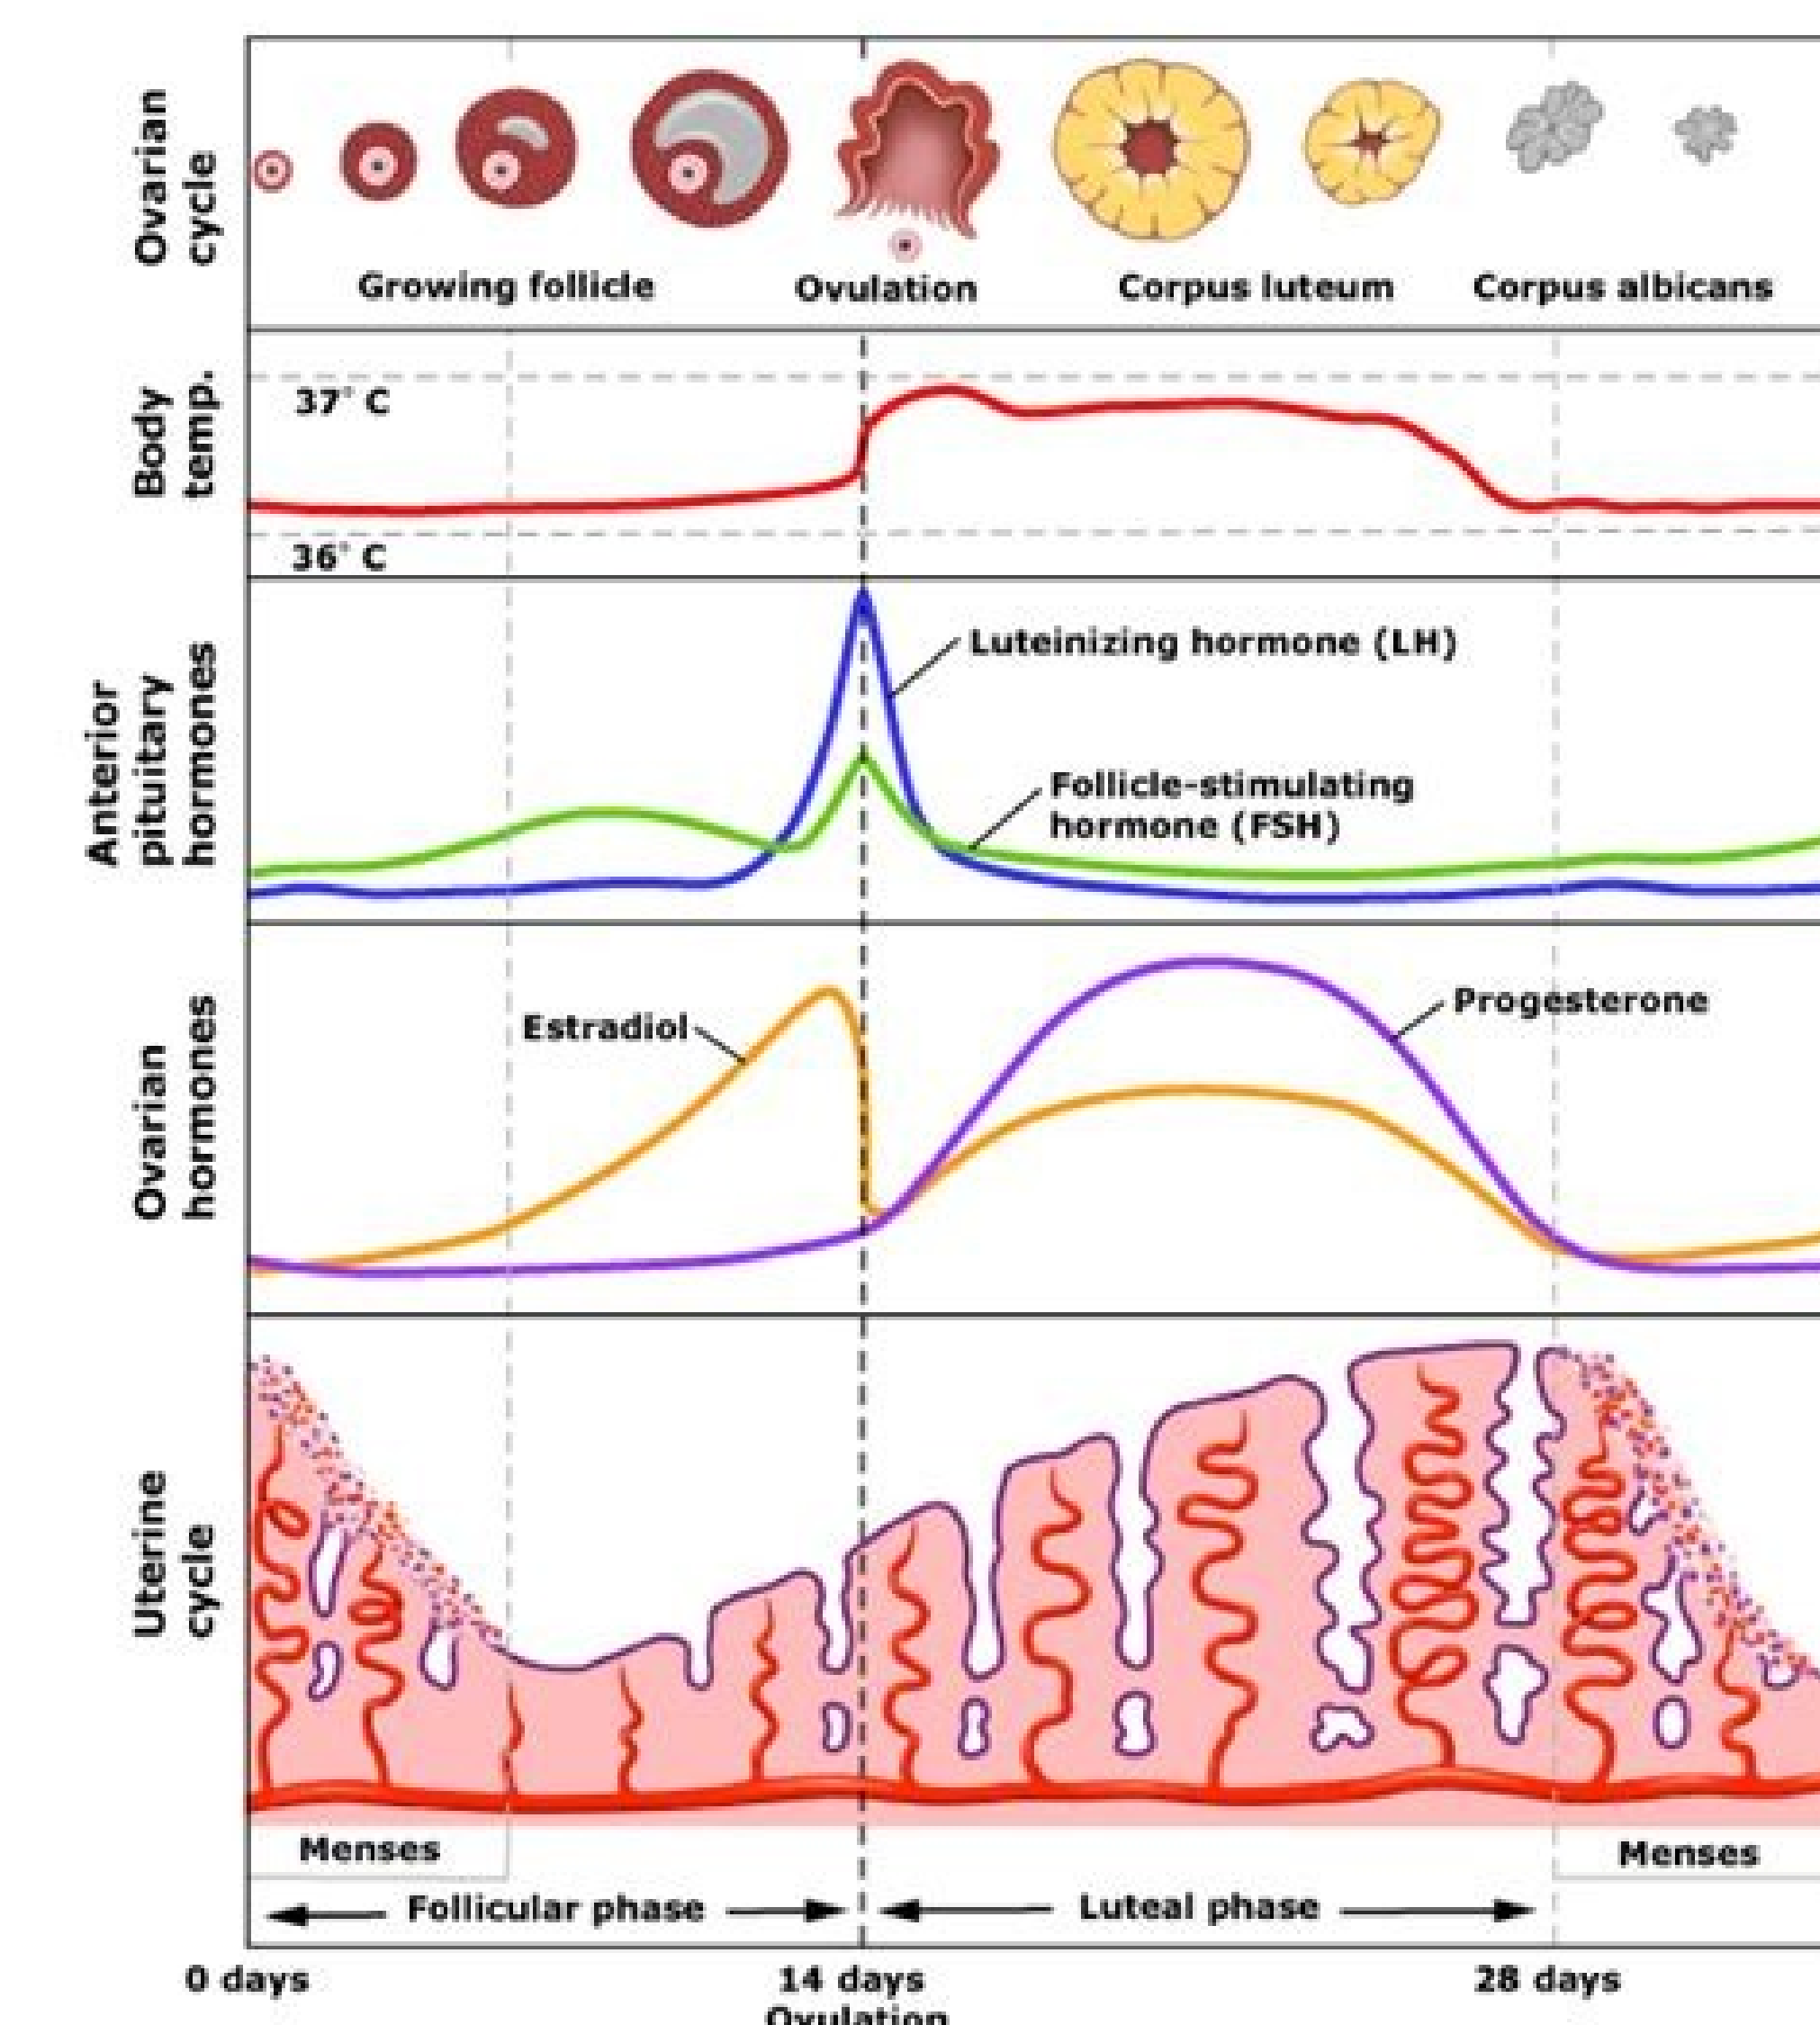 Ovarian
cycle
Growing follicle
Ovulation
Corpus luteum
Corpus albicans
Body
temp.
37° C
36° C
Anterior
pituitary
hormones
Luteinizing hormone (LH)
Follicle-stimulating
hormone (FSH)
Ovarian
hormones
Estradiol
Progesterone
Uterine
cycle
Menses
Menses
Follicular phase
Luteal phase
0 days
14 days
28 days
Ovulation